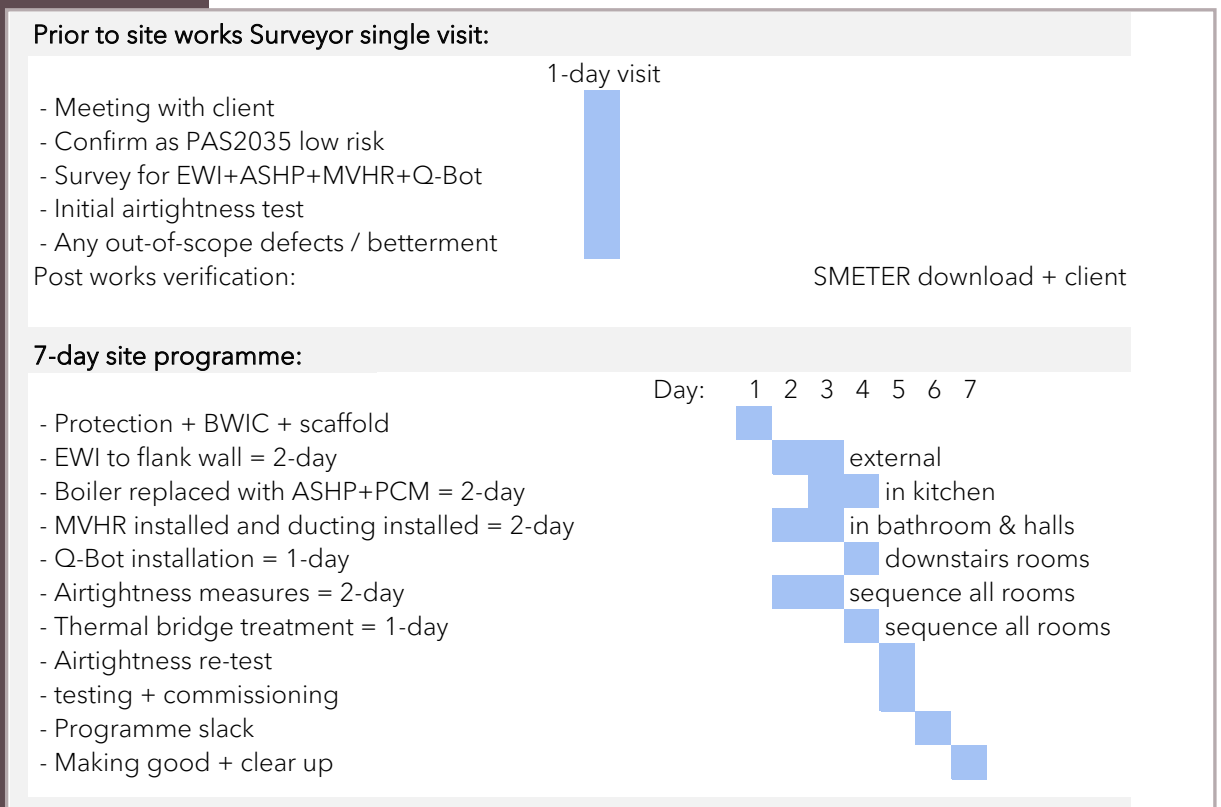 Prior to site works Surveyor single visit:
1-day visit
- Meeting with client
- Confirm as PAS2035 low risk
- Survey for EWI+ASHP+MVHR+Q-Bot
- Initial airtightness test
- Any out-of-scope defects / betterment
Post works verification: SMETER download + client
7-day site programme:
Day: 1 2 3 4 5 6 7
- Protection + BWIC + scaffold
- EWI to flank wall = 2-day external
- Boiler replaced with ASHP+PCM = 2-day in kitchen
- MVHR installed and ducting installed = 2-day in bathroom & halls
- Q-Bot installation = 1-day downstairs rooms
- Airtightness measures = 2-day sequence all rooms
- Thermal bridge treatment = 1-day sequence all rooms
- Airtightness re-test
- testing + commissioning
- Programme slack
- Making good + clear up